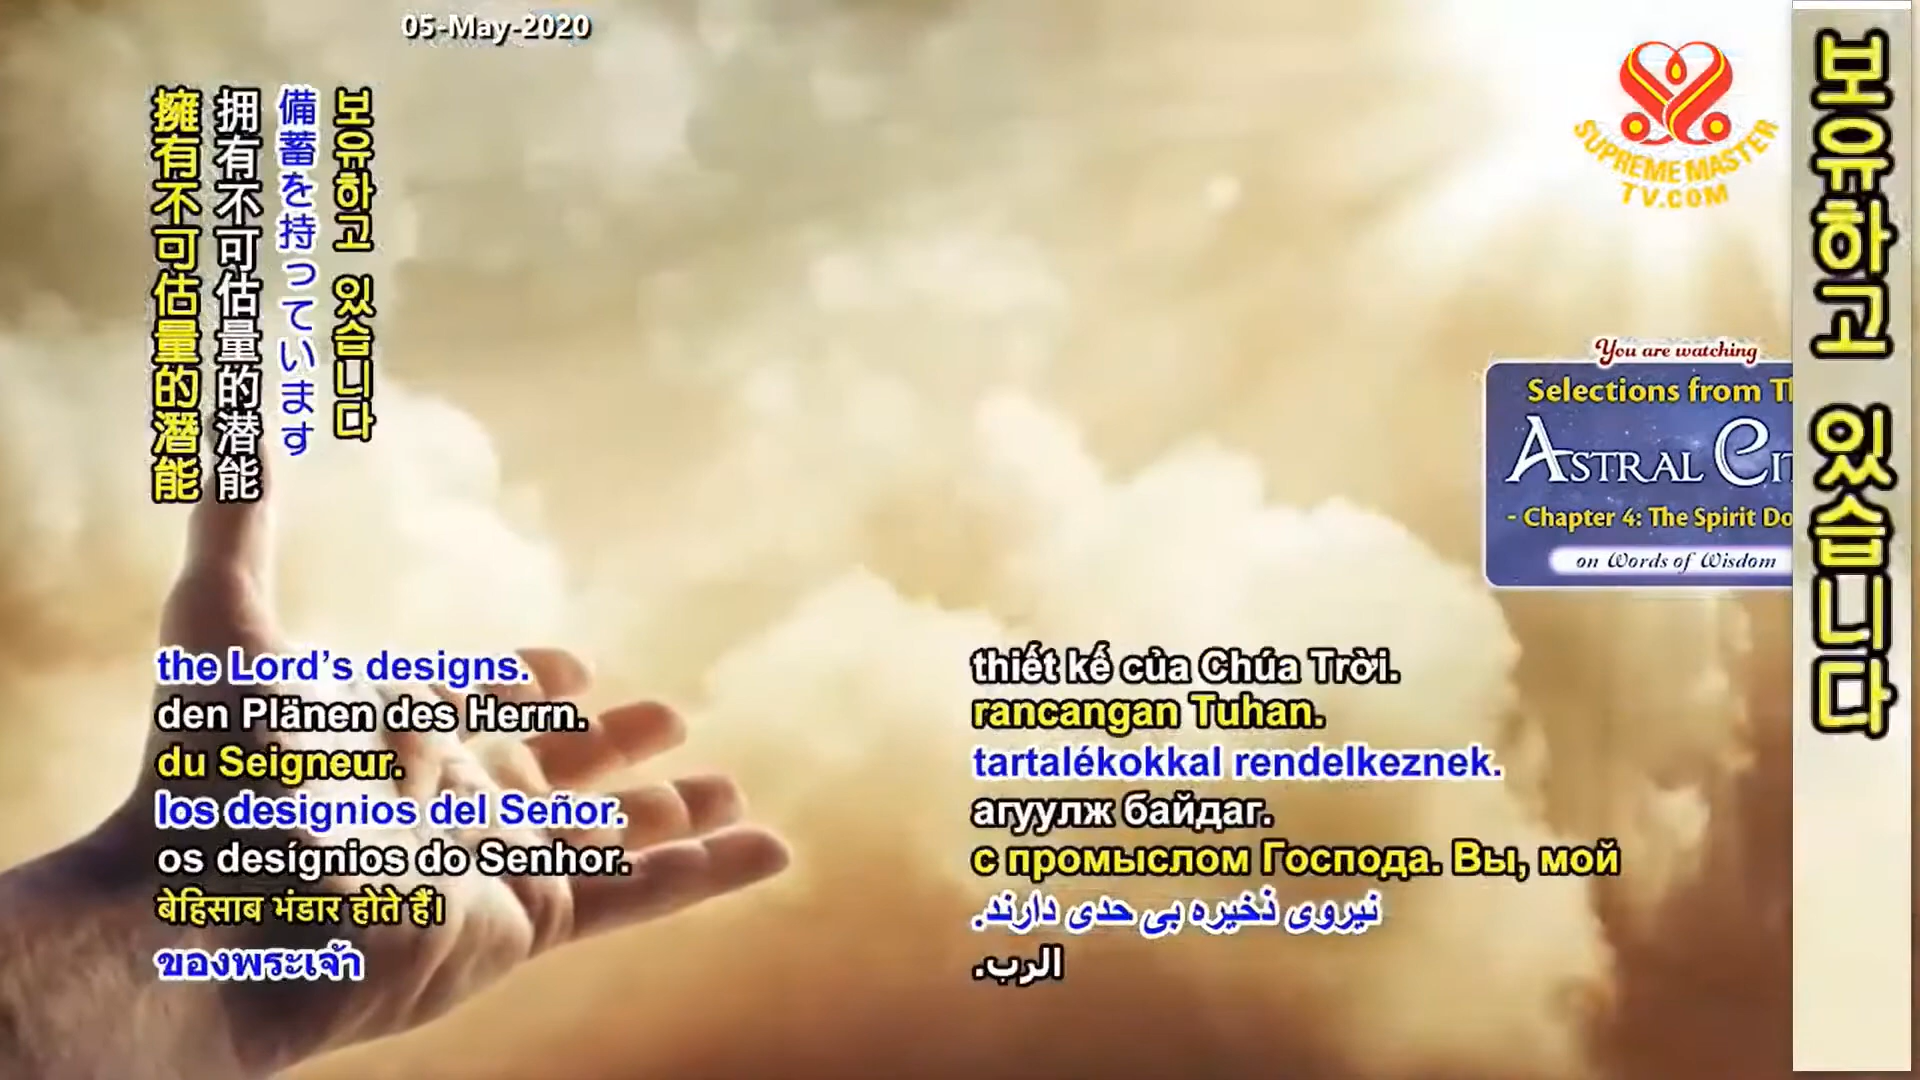 05-May-2020
보유하고 있습니다
備蓄を持っています
拥有不可估量的潜能
擁有不可估量的潛能
SUPREME MASTER
TV.COM
You are watching
Selections from Th
ASTRAL CIT
- Chapter 4: The Spirit Do
on Words of Wisdom
the Lord’s designs.
den Plänen des Herrn.
du Seigneur.
los designios del Señor.
os desígnios do Senhor.
बेहिसाब भंडार होते हैं।
ของพระเจ้า
thiết kế của Chúa Trời.
rancangan Tuhan.
tartalékokkal rendelkeznek.
агуулж байдаг.
с промыслом Господа. Вы, мой
نیروی ذخیره بی حدی دارند.
الرب.
보유하고 있습니다